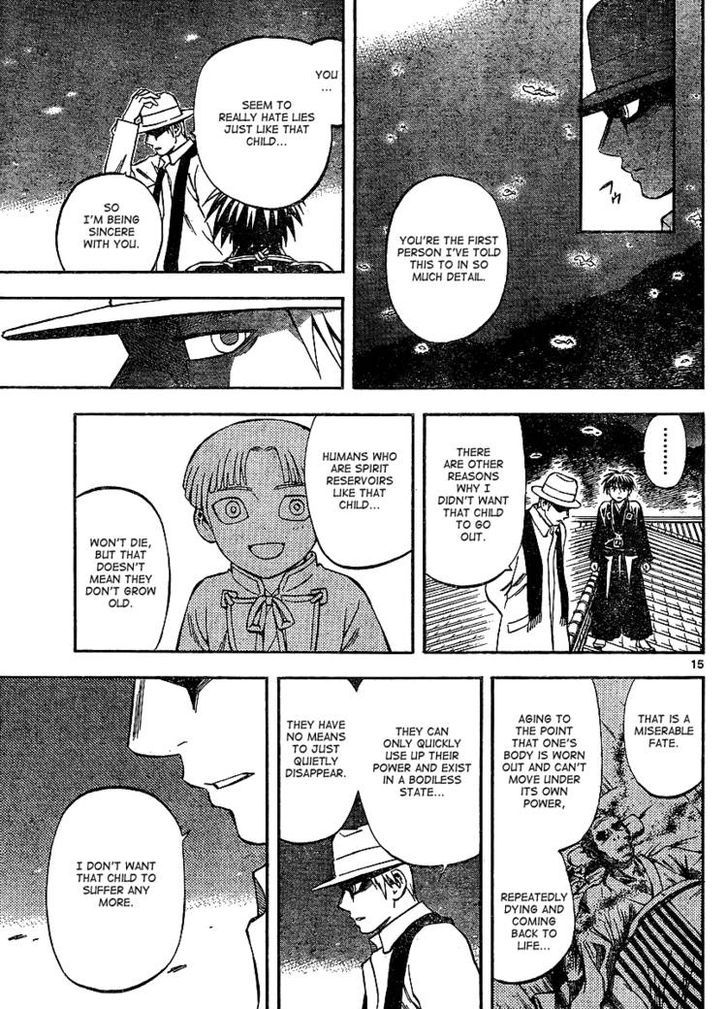 YOU'RE THE FIRST
PERSON I'VE TOLD
THIS TO IN SO
MUCH DETAIL.
YOU
...
SEEM TO
REALLY HATE LIES
JUST LIKE THAT
CHILD...
SO
I'M BEING
SINCERE
WITH YOU.
........
THERE
ARE OTHER
REASONS
WHY I
DIDN'T WANT
THAT CHILD
TO GO
OUT.
HUMANS WHO
ARE SPIRIT
RESERVOIRS
LIKE THAT
CHILD...
WON'T DIE,
BUT THAT
DOESN'T
MEAN THEY
DON'T GROW
OLD.
15
THAT IS A
MISERABLE
FATE.
AGING TO
THE POINT
THAT ONE'S
BODY IS WORN
OUT AND CAN'T
MOVE UNDER
ITS OWN
POWER,
REPEATEDLY
DYING AND
COMING
BACK TO
LIFE...
THEY CAN
ONLY QUICKLY
USE UP THEIR
POWER AND EXIST
IN A BODILESS
STATE...
THEY HAVE
NO MEANS
TO JUST
QUIETLY
DISAPPEAR.
I DON'T WANT
THAT CHILD TO
SUFFER ANY
MORE.